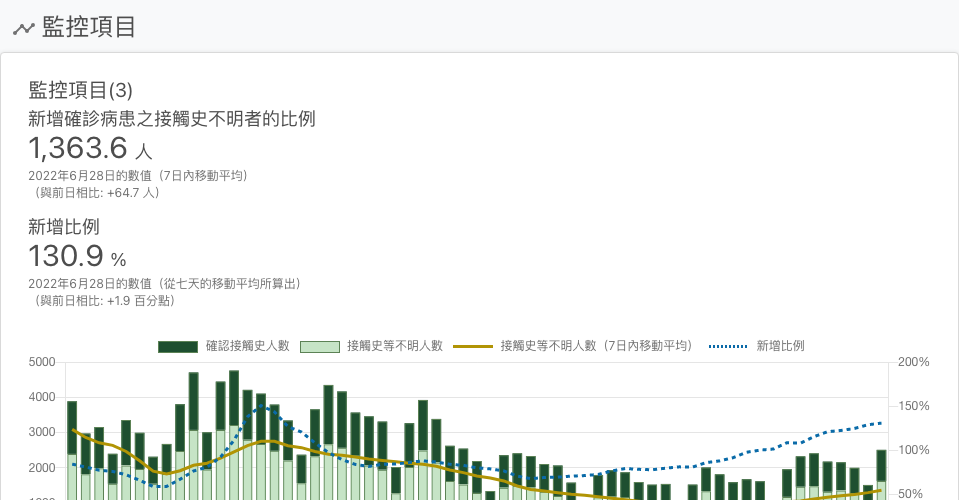 監控項目
監控項目(3)
新增確診病患之接觸史不明者的比例
1,363.6 人
2022年6月28日的數值（7日內移動平均）
（與前日相比: +64.7 人）
新增比例
130.9 %
2022年6月28日的數值（從七天的移動平均所算出）
（與前日相比: +1.9 百分點）
確認接觸史人數 接觸史等不明人數 接觸史等不明人數（7日內移動平均） 新增比例
5000 200%
4000
150%
3000
100%
2000
50%